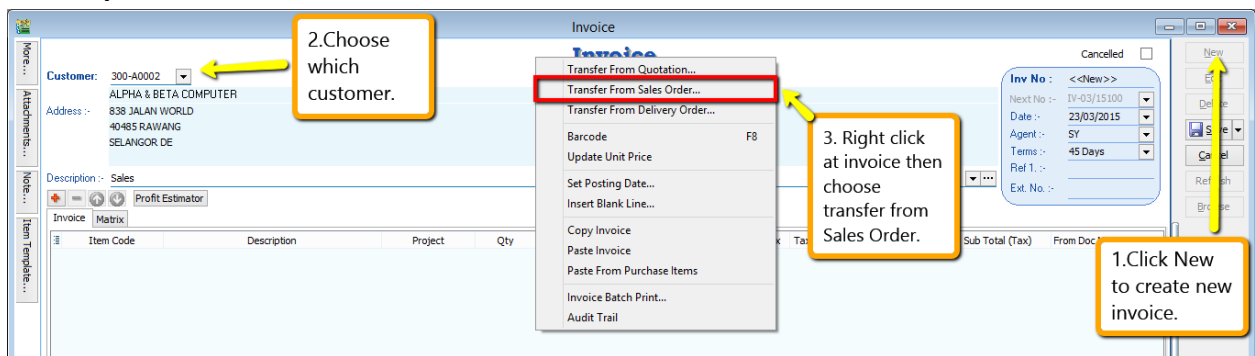 Invoice
More...
Attachments...
Note...
Item Template...
2.Choose
which
customer.
Invoice
Cancelled
Customer: 300-A0002
ALPHA & BETA COMPUTER
Address :- 838 JALAN WORLD
40485 RAWANG
SELANGOR DE
Description :- Sales
Profit Estimator
Invoice Matrix
Item Code Description Project Qty
Sub Total (Tax)
Transfer From Quotation...
Transfer From Sales Order...
Transfer From Delivery Order...
Barcode F8
Update Unit Price
Set Posting Date...
Insert Blank Line...
Copy Invoice
Paste Invoice
Paste From Purchase Items
Invoice Batch Print...
Audit Trail
3. Right click
at invoice then
choose
transfer from
Sales Order.
Inv No : <<New>>
Next No :- IV-03/15100
Date :- 23/03/2015
Agent :- SY
Terms :- 45 Days
Ref 1. :-
Ext. No. :-
New
Cancel
Refresh
Browse
1.Click New
to create new
invoice.